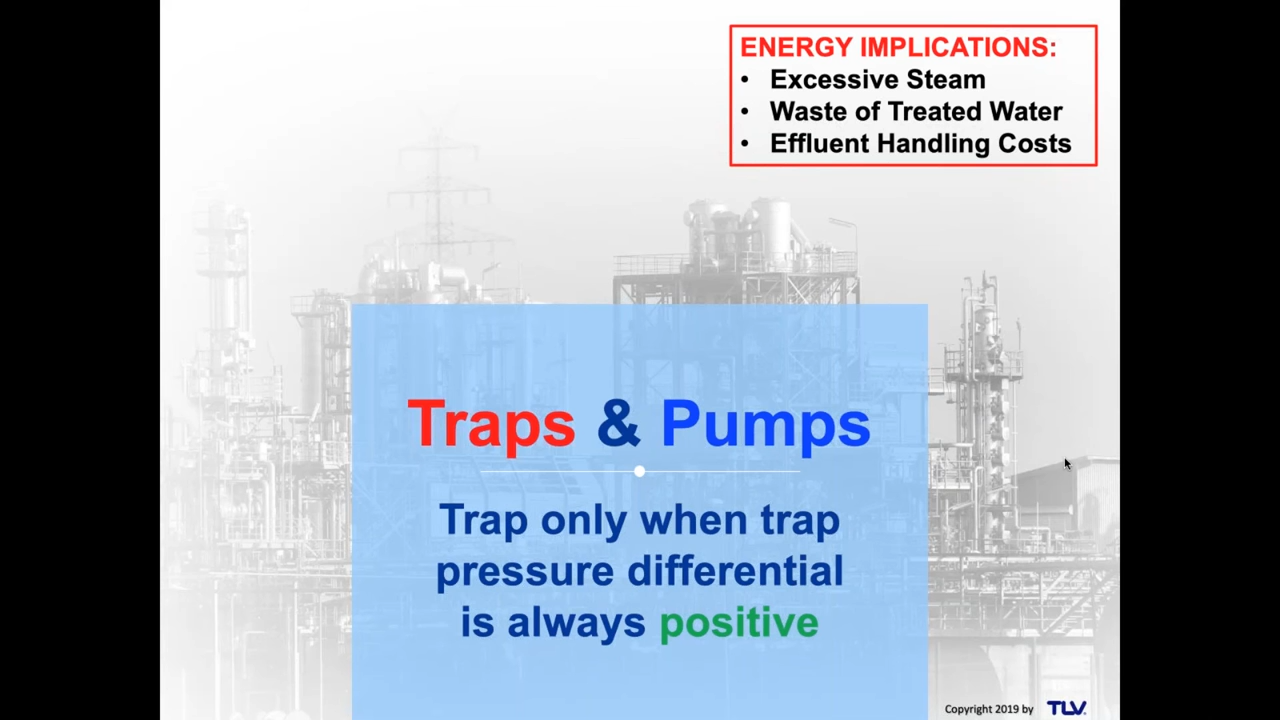 ENERGY IMPLICATIONS:
• Excessive Steam
• Waste of Treated Water
• Effluent Handling Costs
Traps & Pumps
Trap only when trap
pressure differential
is always positive
Copyright 2019 by TLV.